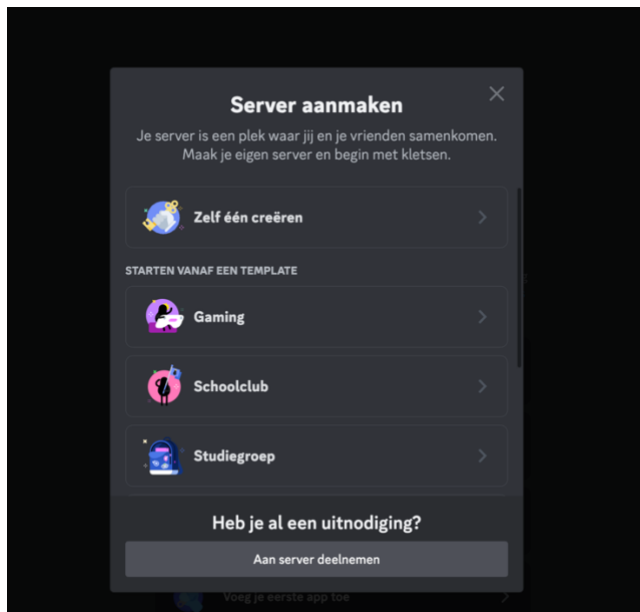 Server aanmaken
Je server is een plek waar jij en je vrienden samenkomen.
Maak je eigen server en begin met kletsen.
Zelf één creëren
STARTEN VANAF EEN TEMPLATE
Gaming
Schoolclub
Studiegroep
Heb je al een uitnodiging?
Aan server deelnemen
Voeg je eerste app toe